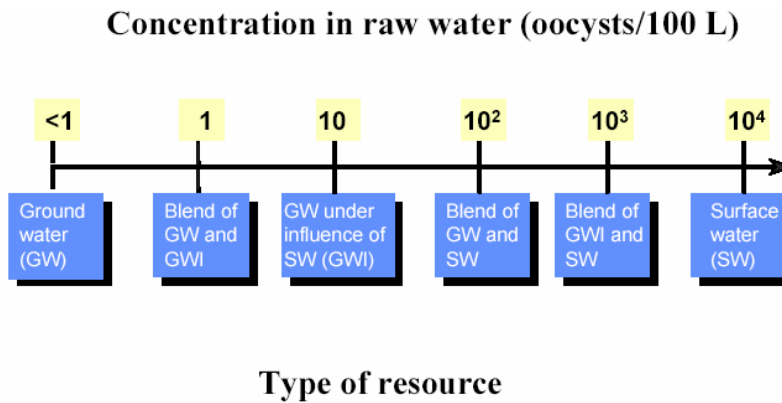 Concentration in raw water (oocysts/100 L)
<1
1
10
10²
10³
10⁴
Ground
water
(GW)
Blend of
GW and
GWI
GW under
influence of
SW (GWI)
Blend of
GW and
SW
Blend of
GWI and
SW
Surface
water
(SW)
Type of resource